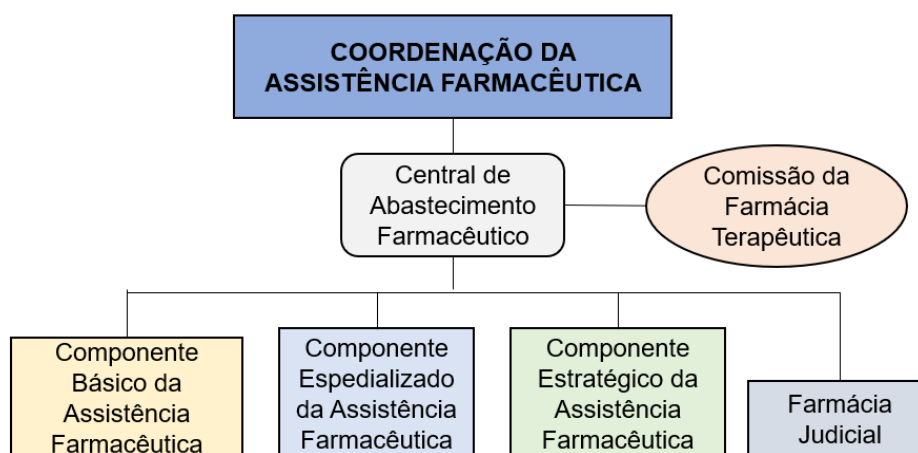 COORDENAÇÃO DA
ASSISTÊNCIA FARMACÊUTICA
Central de
Abastecimento
Farmacêutico
Comissão da
Farmácia
Terapêutica
Componente
Básico da
Assistência
Farmacêutica
Componente
Espedializado
da Assistência
Farmacêutica
Componente
Estratégico da
Assistência
Farmacêutica
Farmácia
Judicial